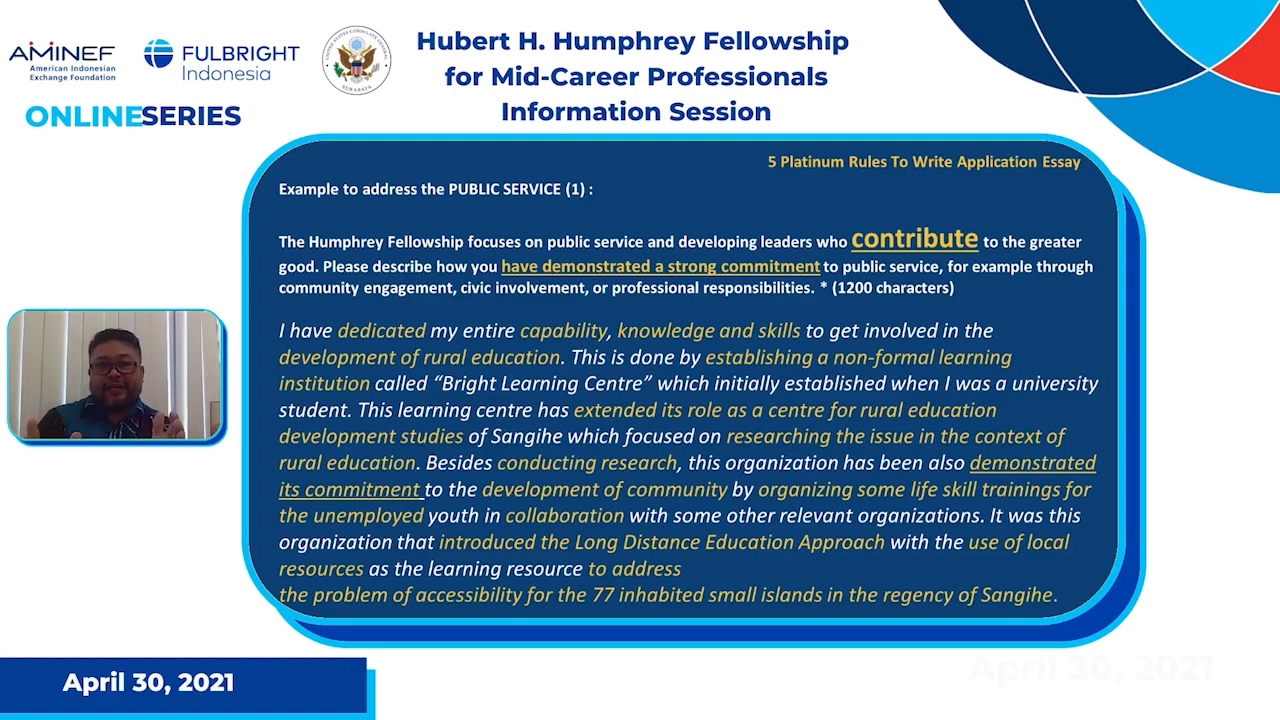 AMINEF
American Indonesian
Exchange Foundation
FULBRIGHT
Indonesia
UNITED STATES CONSULATE GENERAL
SURABAYA
ONLINESERIES
Hubert H. Humphrey Fellowship
for Mid-Career Professionals
Information Session
5 Platinum Rules To Write Application Essay
Example to address the PUBLIC SERVICE (1) :
The Humphrey Fellowship focuses on public service and developing leaders who contribute to the greater
good. Please describe how you have demonstrated a strong commitment to public service, for example through
community engagement, civic involvement, or professional responsibilities. * (1200 characters)
I have dedicated my entire capability, knowledge and skills to get involved in the
development of rural education. This is done by establishing a non-formal learning
institution called “Bright Learning Centre” which initially established when I was a university
student. This learning centre has extended its role as a centre for rural education
development studies of Sangihe which focused on researching the issue in the context of
rural education. Besides conducting research, this organization has been also demonstrated
its commitment to the development of community by organizing some life skill trainings for
the unemployed youth in collaboration with some other relevant organizations. It was this
organization that introduced the Long Distance Education Approach with the use of local
resources as the learning resource to address
the problem of accessibility for the 77 inhabited small islands in the regency of Sangihe.
April 30, 2021
April 30, 2021